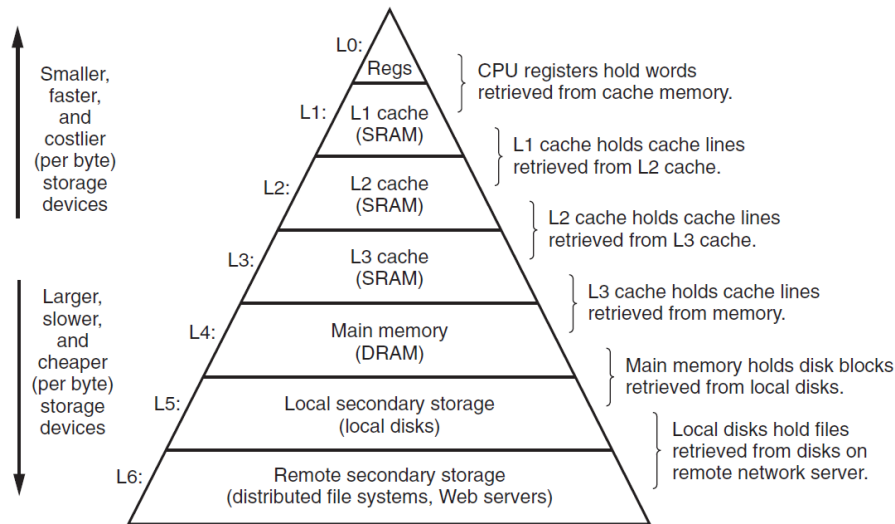 L0:
Regs
CPU registers hold words
retrieved from cache memory.
Smaller,
faster,
and
costlier
(per byte)
storage
devices
L1:
L1 cache
(SRAM)
L1 cache holds cache lines
retrieved from L2 cache.
L2:
L2 cache
(SRAM)
L2 cache holds cache lines
retrieved from L3 cache.
L3:
L3 cache
(SRAM)
L3 cache holds cache lines
retrieved from memory.
Larger,
slower,
and
cheaper
(per byte)
storage
devices
L4:
Main memory
(DRAM)
Main memory holds disk blocks
retrieved from local disks.
L5:
Local secondary storage
(local disks)
Local disks hold files
retrieved from disks on
remote network server.
L6:
Remote secondary storage
(distributed file systems, Web servers)